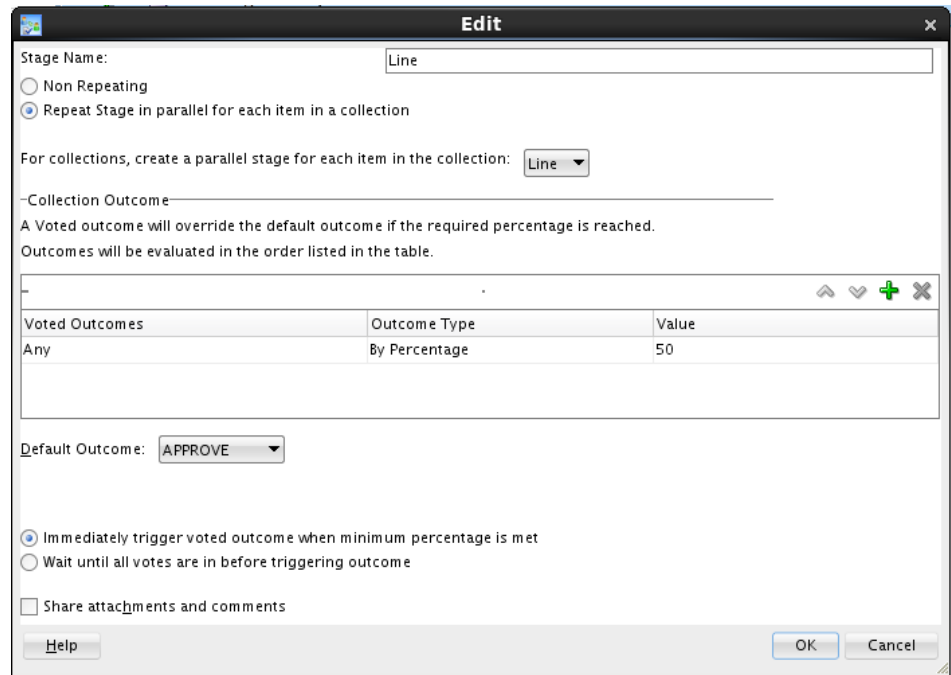 Edit
Stage Name:
Line
Non Repeating
Repeat Stage in parallel for each item in a collection
For collections, create a parallel stage for each item in the collection:
Line
Collection Outcome
A Voted outcome will override the default outcome if the required percentage is reached.
Outcomes will be evaluated in the order listed in the table.
Voted Outcomes Outcome Type Value
Any By Percentage 50
Default Outcome: APPROVE
Immediately trigger voted outcome when minimum percentage is met
Wait until all votes are in before triggering outcome
Share attachments and comments
Help OK Cancel